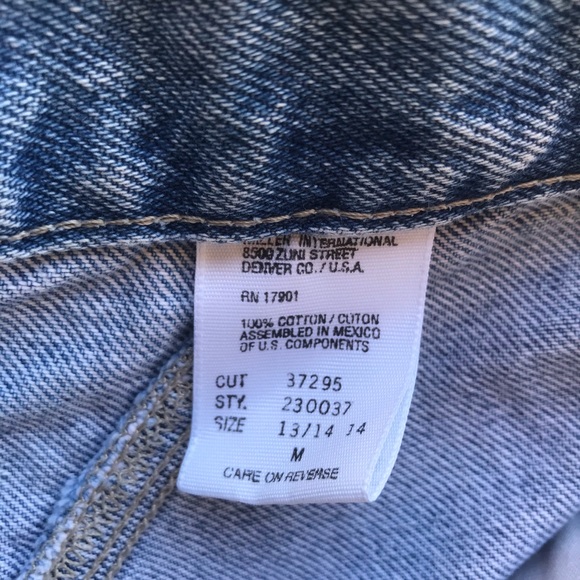 MILLER INTERNATIONAL
8500 ZUNI STREET
DENVER CO./U.S.A.
RN 17901
100% COTTON/COTON
ASSEMBLED IN MEXICO
OF U.S. COMPONENTS
CUT 37295
STY. 230037
SIZE 13/14 14
M
CARE ON REVERSE